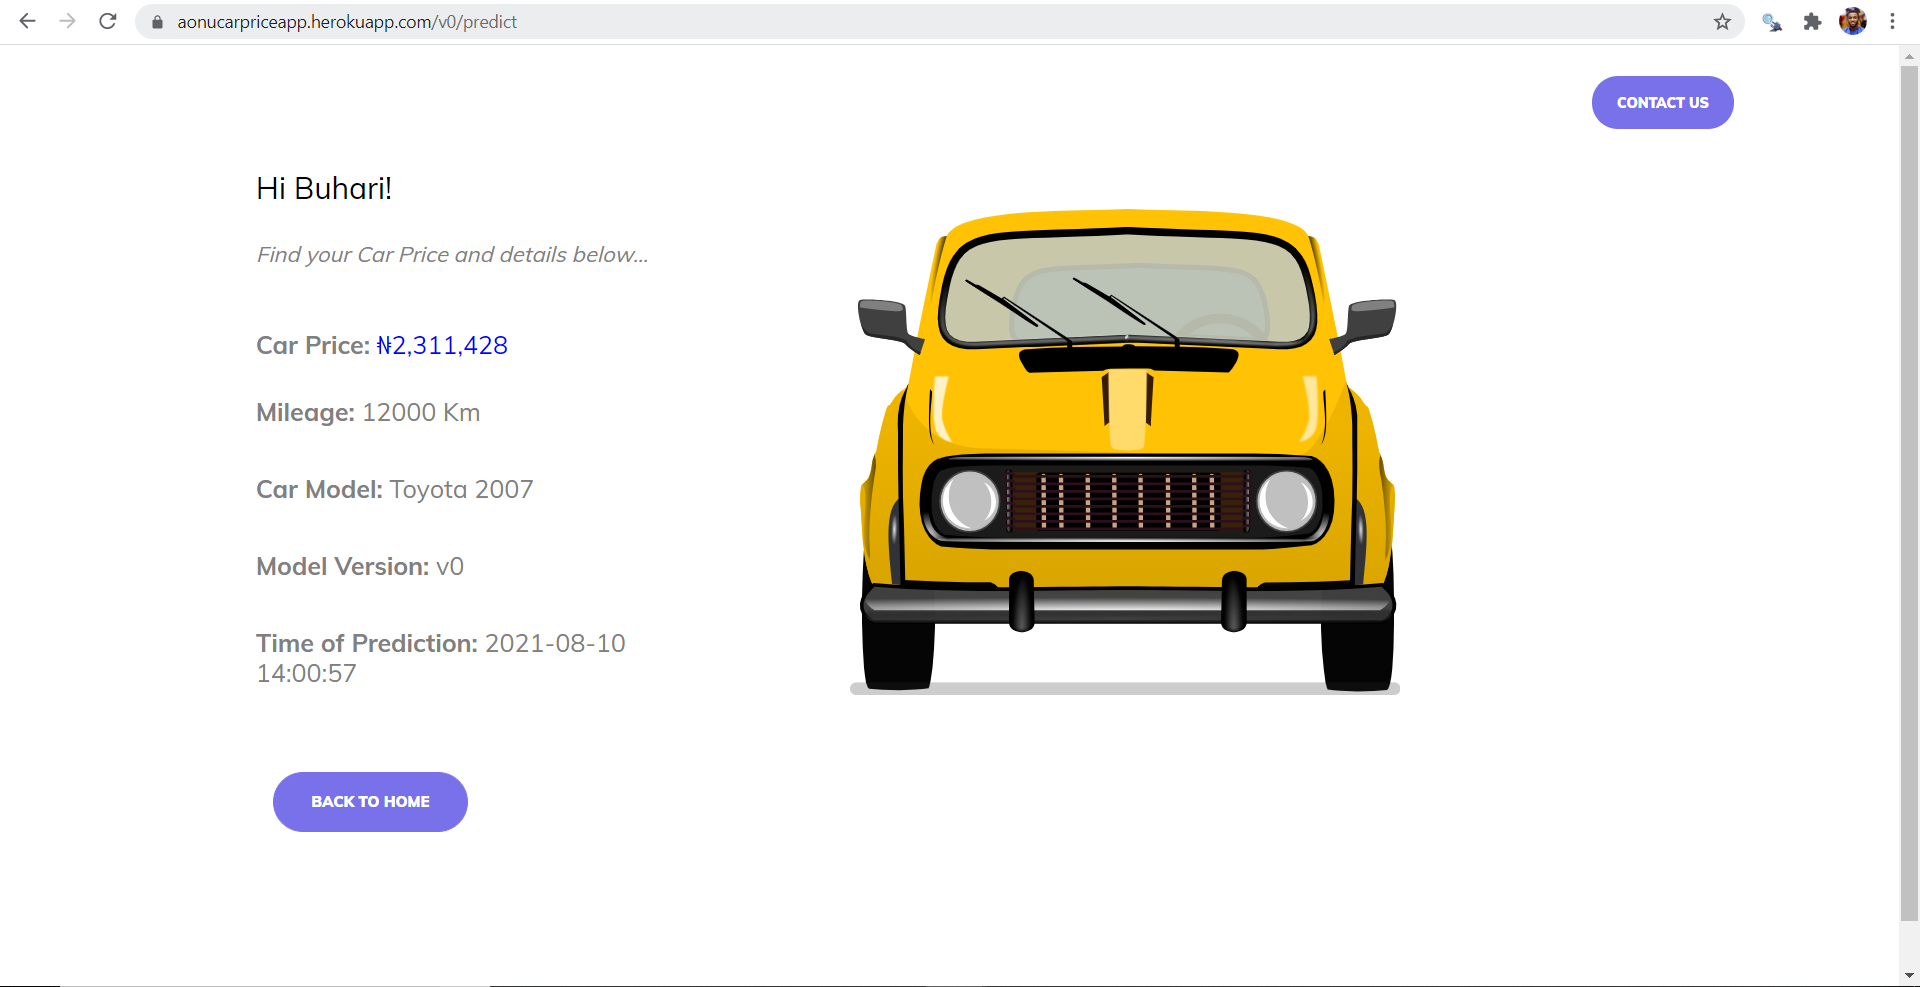 aonucarpriceapp.herokuapp.com/v0/predict
CONTACT US
Hi Buhari!
Find your Car Price and details below...
Car Price: ₦2,311,428
Mileage: 12000 Km
Car Model: Toyota 2007
Model Version: v0
Time of Prediction: 2021-08-10
14:00:57
BACK TO HOME